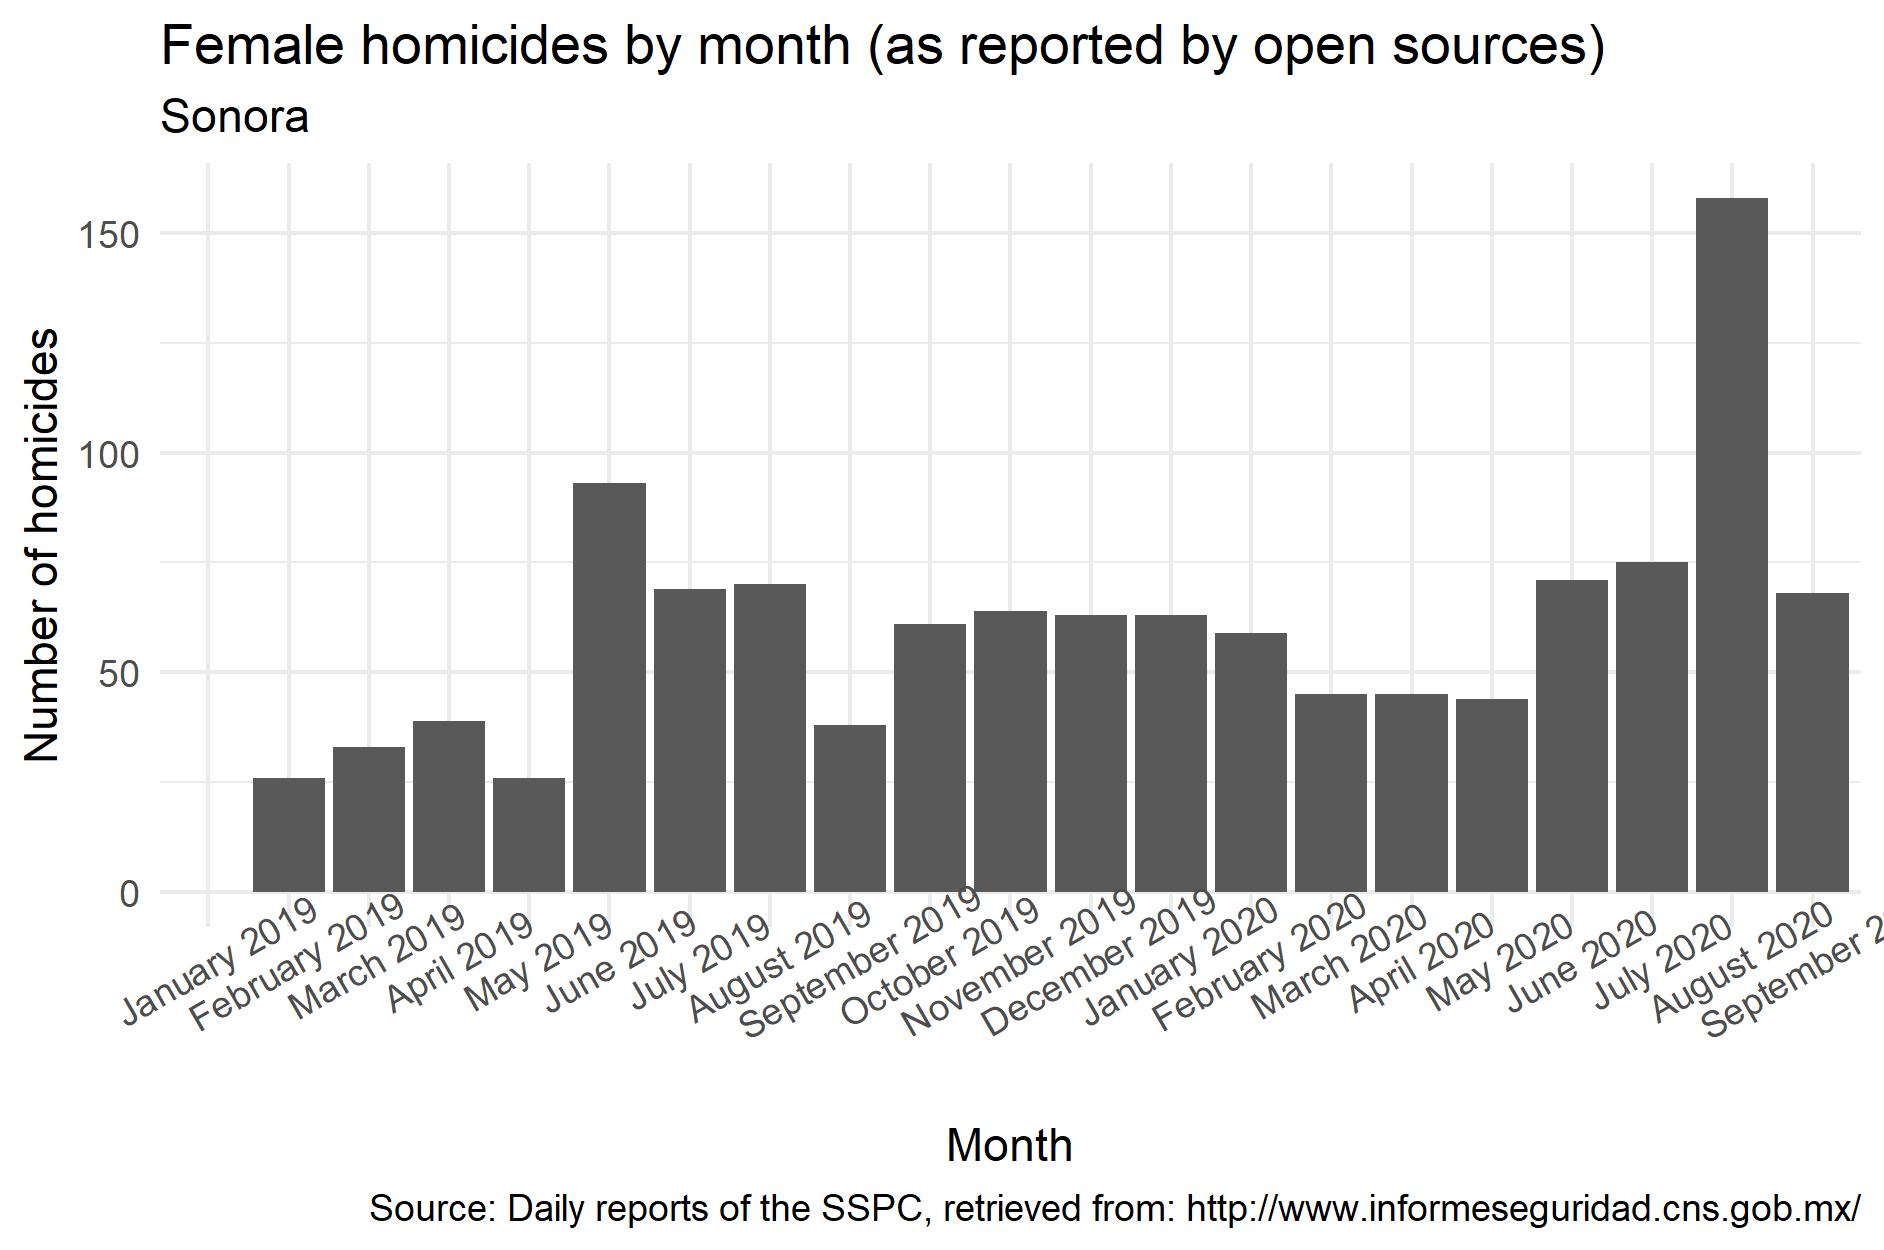 Female homicides by month (as reported by open sources)
Sonora
150
100
50
0
Number of homicides
January 2019
February 2019
March 2019
April 2019
May 2019
June 2019
July 2019
August 2019
September 2019
October 2019
November 2019
December 2019
January 2020
February 2020
March 2020
April 2020
May 2020
June 2020
July 2020
August 2020
September 2
Month
Source: Daily reports of the SSPC, retrieved from: http://www.informeseguridad.cns.gob.mx/